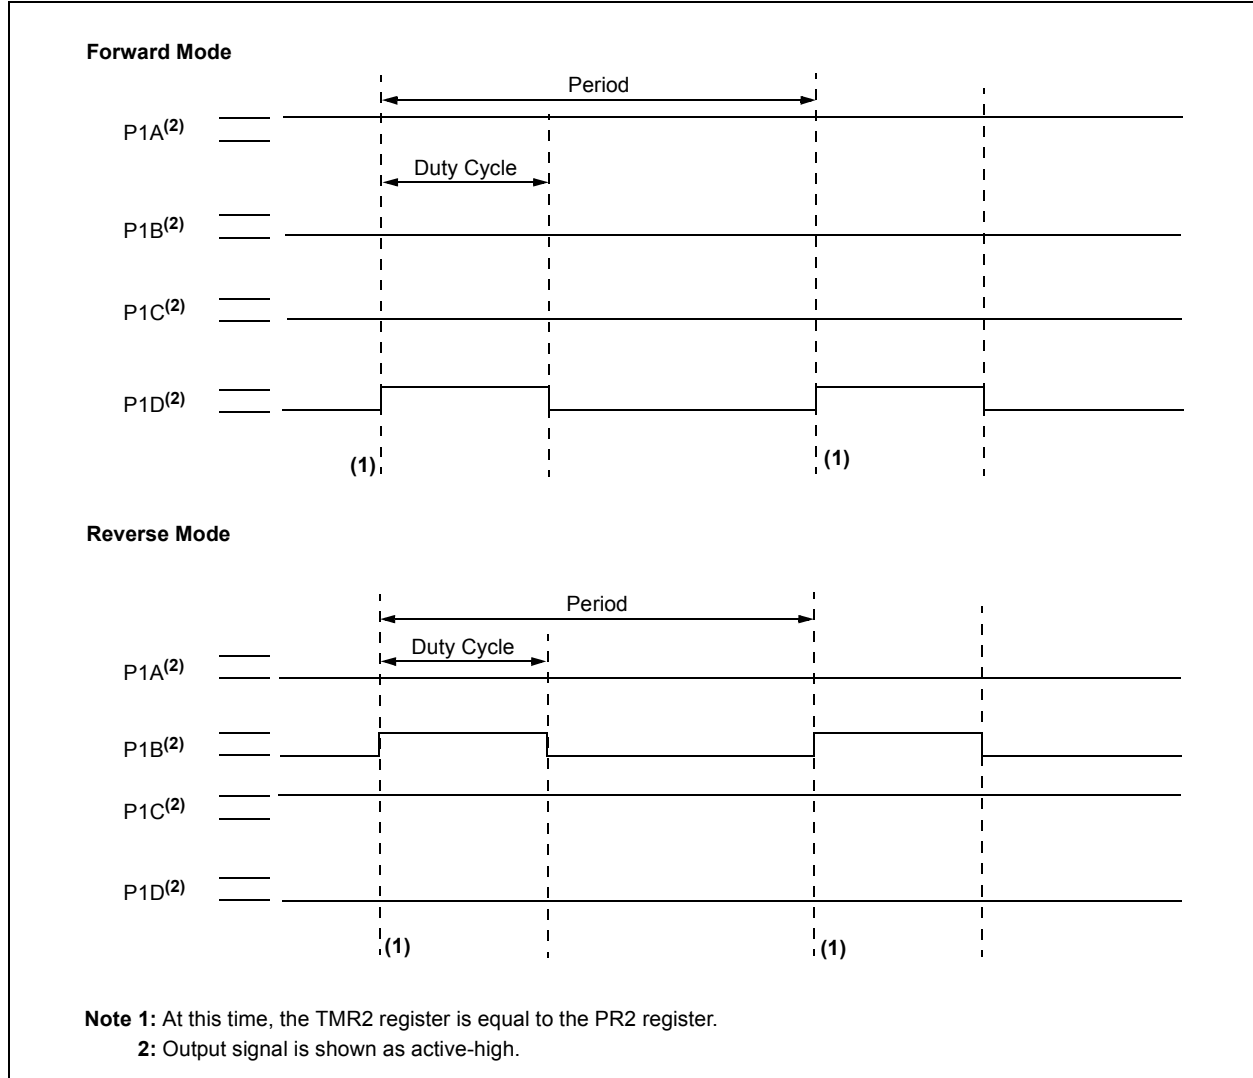 Forward Mode
Period
P1A(2)
Duty Cycle
P1B(2)
P1C(2)
P1D(2)
(1) (1)
Reverse Mode
Period
Duty Cycle
P1A(2)
P1B(2)
P1C(2)
P1D(2)
(1) (1)
Note 1: At this time, the TMR2 register is equal to the PR2 register.
2: Output signal is shown as active-high.